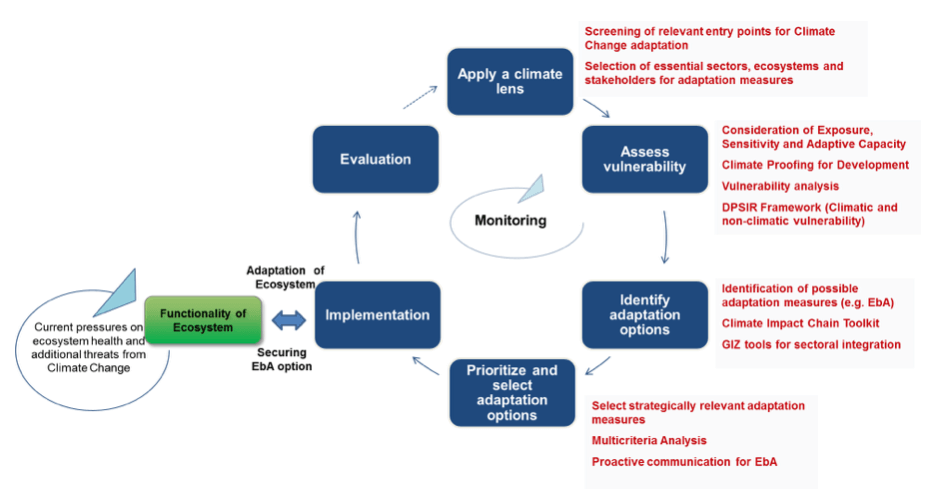 Screening of relevant entry points for Climate
Change adaptation
Selection of essential sectors, ecosystems and
stakeholders for adaptation measures
Apply a climate
lens
Consideration of Exposure,
Sensitivity and Adaptive Capacity
Climate Proofing for Development
Vulnerability analysis
DPSIR Framework (Climatic and
non-climatic vulnerability)
Assess
vulnerability
Evaluation
Monitoring
Adaptation of
Ecosystem
Identification of possible
adaptation measures (e.g. EbA)
Climate Impact Chain Toolkit
GIZ tools for sectoral integration
Identify
adaptation
options
Implementation
Functionality of
Ecosystem
Current pressures on
ecosystem health and
additional threats from
Climate Change
Securing
EbA option
Prioritize and
select
adaptation
options
Select strategically relevant adaptation
measures
Multicriteria Analysis
Proactive communication for EbA